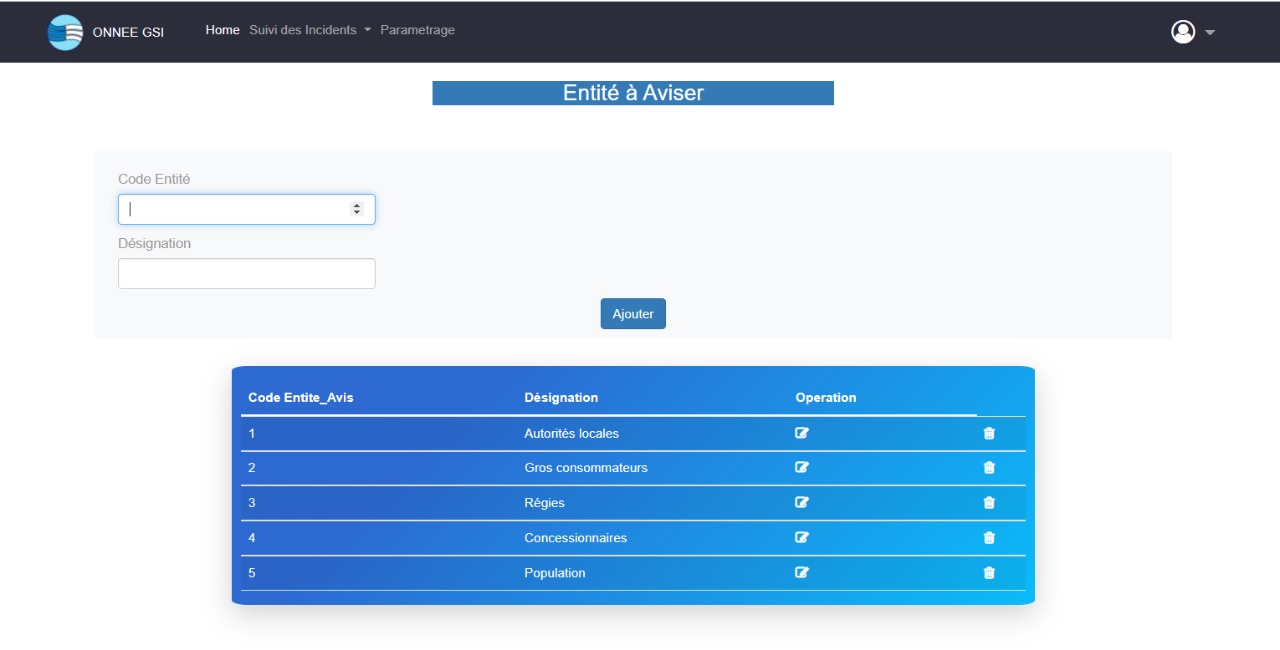 ONNEE GSI Home Suivi des Incidents Parametrage
Entité à Aviser
Code Entité
Désignation
Ajouter
Code Entite_Avis Désignation Operation
1 Autorités locales
2 Gros consommateurs
3 Régies
4 Concessionnaires
5 Population